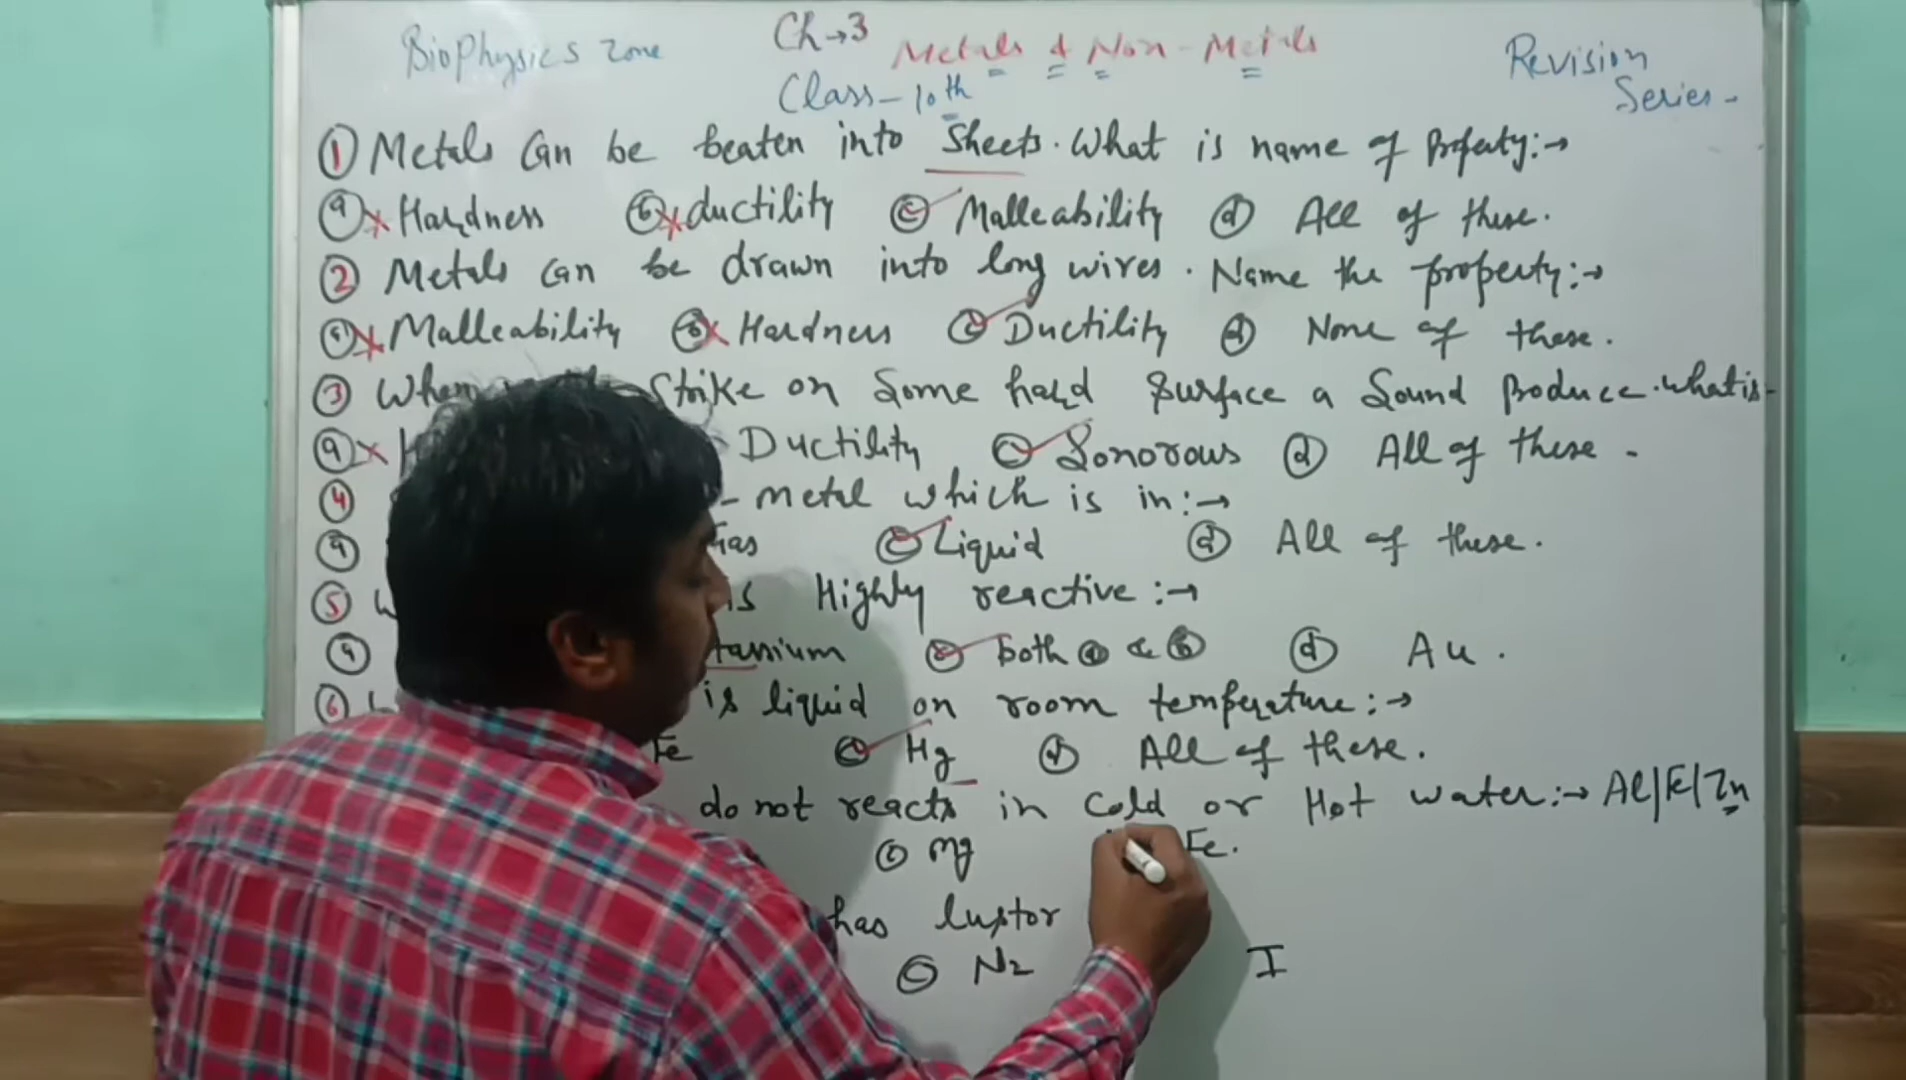 BioPhysics Zone Ch→3 Metals & Non-Metals Revision
Class-10th Series-
① Metals Can be beaten into Sheets. What is name of Property:→
ⓐ Hardness ⓑ ductility ⓒ Malleability ⓓ All of these.
② Metals Can be drawn into long wires. Name the property:→
ⓐ Malleability ⓑ Hardness ⓒ Ductility ⓓ None of these.
③ When Strike on Some hard Surface a Sound Produce. what is-
ⓐ Ductility ⓒ Sonorous ⓓ All of these -
④ - metal which is in:→
ⓐ Gas ⓒ Liquid ⓓ All of these.
⑤ is Highly reactive:→
ⓐ ⓒ both ⓐ & ⓑ ⓓ Au.
⑥ is liquid on room temperature:→
Fe ⓒ Hg ⓓ All of these.
do not reacts in Cold or Hot water:→ Al/F/Zn
ⓒ Mg Fe.
has lustor
ⓒ N2 I